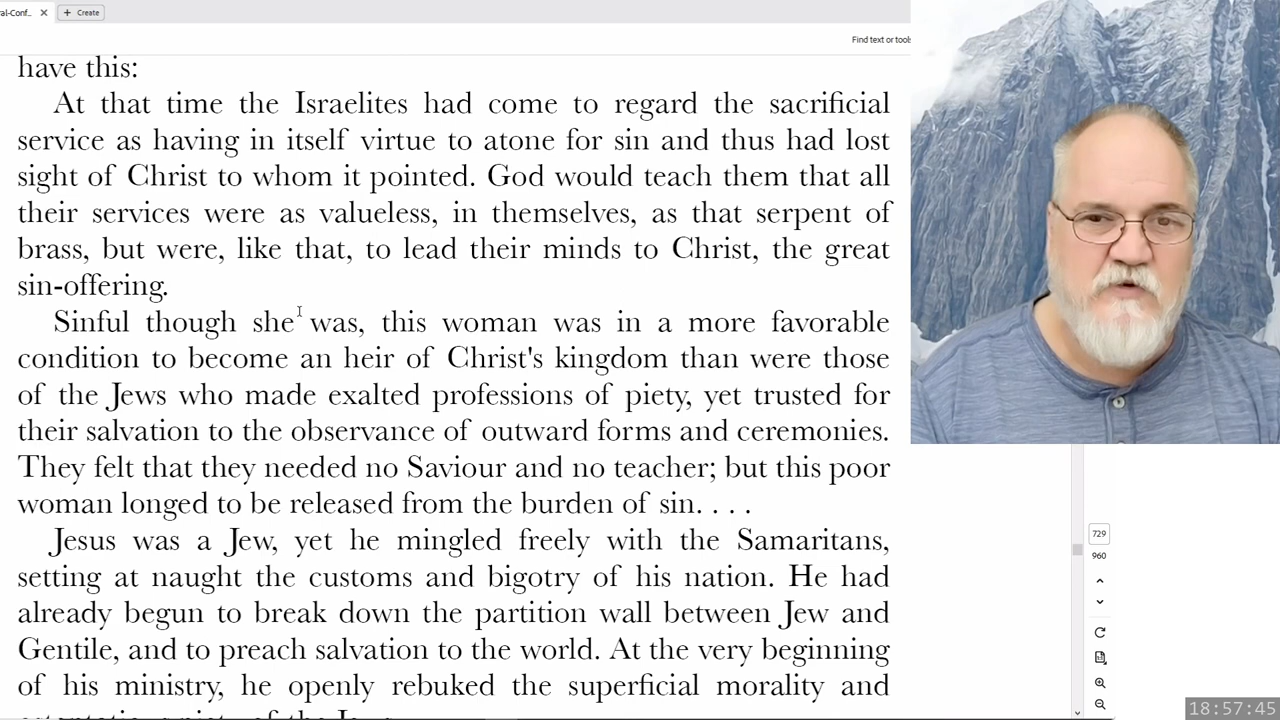 al-Conf..
Create
Find text or tools
have this:
At that time the Israelites had come to regard the sacrificial
service as having in itself virtue to atone for sin and thus had lost
sight of Christ to whom it pointed. God would teach them that all
their services were as valueless, in themselves, as that serpent of
brass, but were, like that, to lead their minds to Christ, the great
sin-offering.
Sinful though she was, this woman was in a more favorable
condition to become an heir of Christ's kingdom than were those
of the Jews who made exalted professions of piety, yet trusted for
their salvation to the observance of outward forms and ceremonies.
They felt that they needed no Saviour and no teacher; but this poor
woman longed to be released from the burden of sin. . . .
Jesus was a Jew, yet he mingled freely with the Samaritans,
setting at naught the customs and bigotry of his nation. He had
already begun to break down the partition wall between Jew and
Gentile, and to preach salvation to the world. At the very beginning
of his ministry, he openly rebuked the superficial morality and
729
960
18:57:45